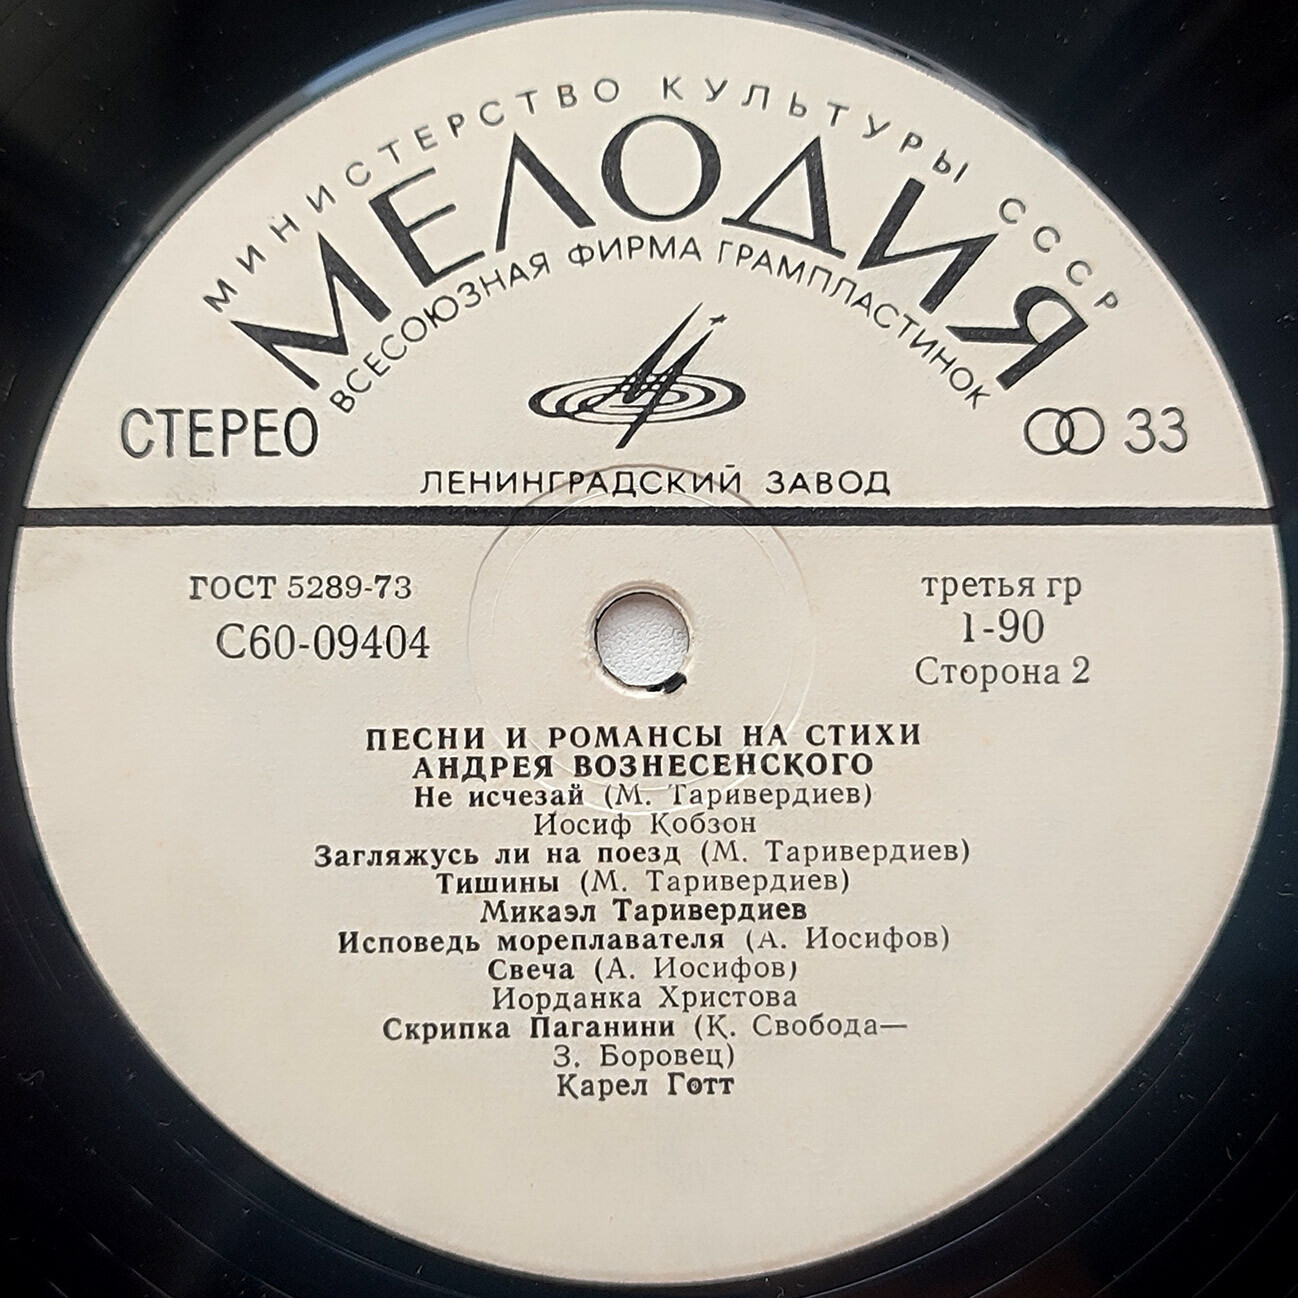 МИНИСТЕРСТВО КУЛЬТУРЫ СССР
МЕЛОДИЯ
ВСЕСОЮЗНАЯ ФИРМА ГРАМПЛАСТИНОК
СТЕРЕО
33
ЛЕНИНГРАДСКИЙ ЗАВОД
ГОСТ 5289-73
С60-09404
третья гр
1-90
Сторона 2
ПЕСНИ И РОМАНСЫ НА СТИХИ
АНДРЕЯ ВОЗНЕСЕНСКОГО
Не исчезай (М. Таривердиев)
Иосиф Кобзон
Загляжусь ли на поезд (М. Таривердиев)
Тишины (М. Таривердиев)
Микаэл Таривердиев
Исповедь мореплавателя (А. Иосифов)
Свеча (А. Иосифов)
Иорданка Христова
Скрипка Паганини (К. Свобода—
З. Боровец)
Карел Готт